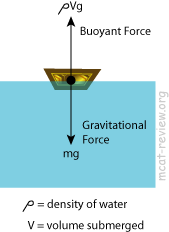 ρVg
Buoyant Force
Gravitational
Force
mg
mcat-review.org
ρ = density of water
V = volume submerged